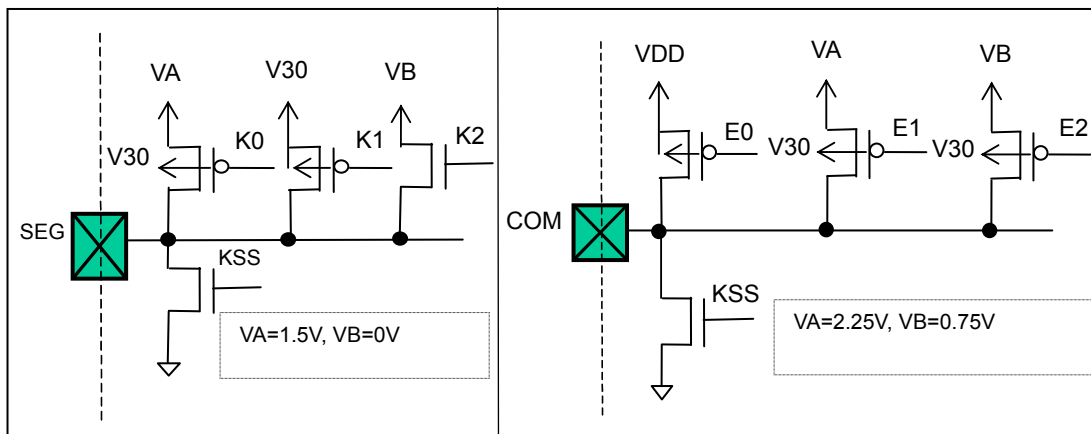 VA
V30
VB
K0
K1
K2
V30
SEG
KSS
VA=1.5V, VB=0V
VDD
VA
VB
E0
E1
E2
V30
V30
COM
KSS
VA=2.25V, VB=0.75V